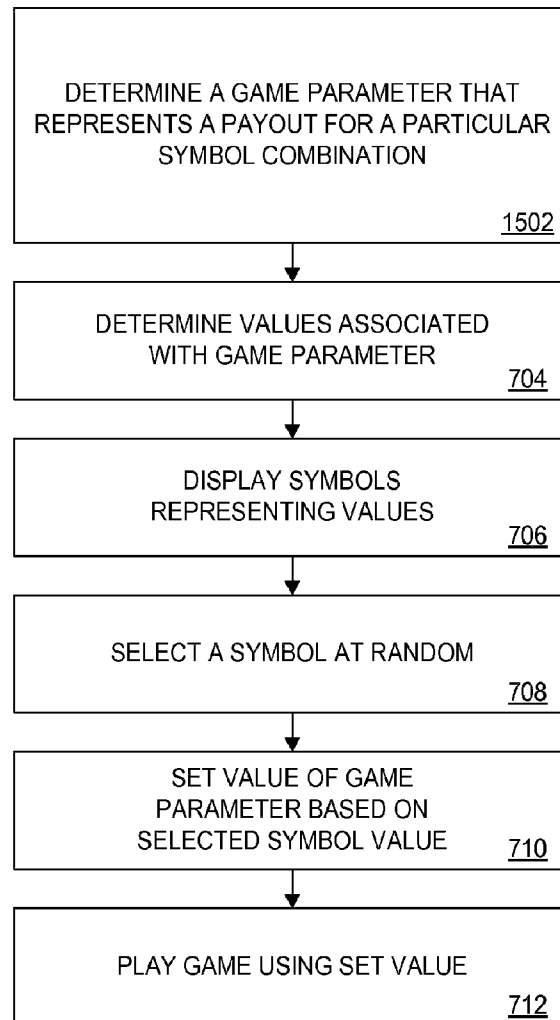 DETERMINE A GAME PARAMETER THAT
REPRESENTS A PAYOUT FOR A PARTICULAR
SYMBOL COMBINATION
1502
DETERMINE VALUES ASSOCIATED
WITH GAME PARAMETER
704
DISPLAY SYMBOLS
REPRESENTING VALUES
706
SELECT A SYMBOL AT RANDOM
708
SET VALUE OF GAME
PARAMETER BASED ON
SELECTED SYMBOL VALUE
710
PLAY GAME USING SET VALUE
712